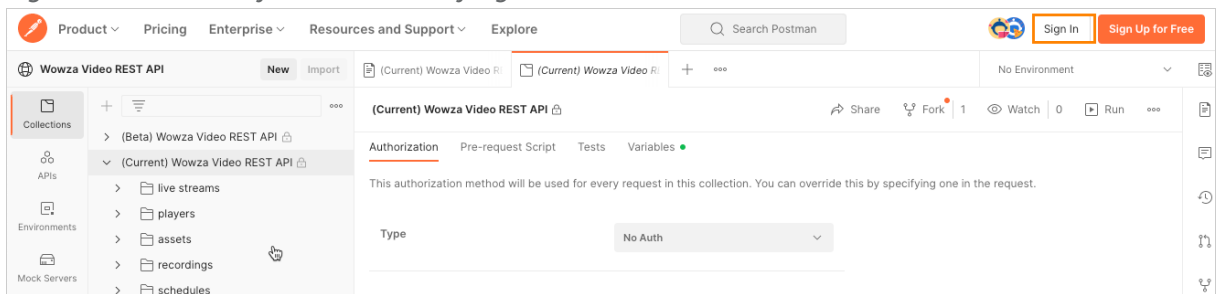 Product Pricing Enterprise Resources and Support Explore Search Postman Sign In Sign Up for Free
Wowza Video REST API New Import (Current) Wowza Video R (Current) Wowza Video R No Environment
Collections
APIs
Environments
Mock Servers
(Beta) Wowza Video REST API
(Current) Wowza Video REST API
live streams
players
assets
recordings
schedules
(Current) Wowza Video REST API Share Fork 1 Watch 0 Run
Authorization Pre-request Script Tests Variables
This authorization method will be used for every request in this collection. You can override this by specifying one in the request.
Type No Auth